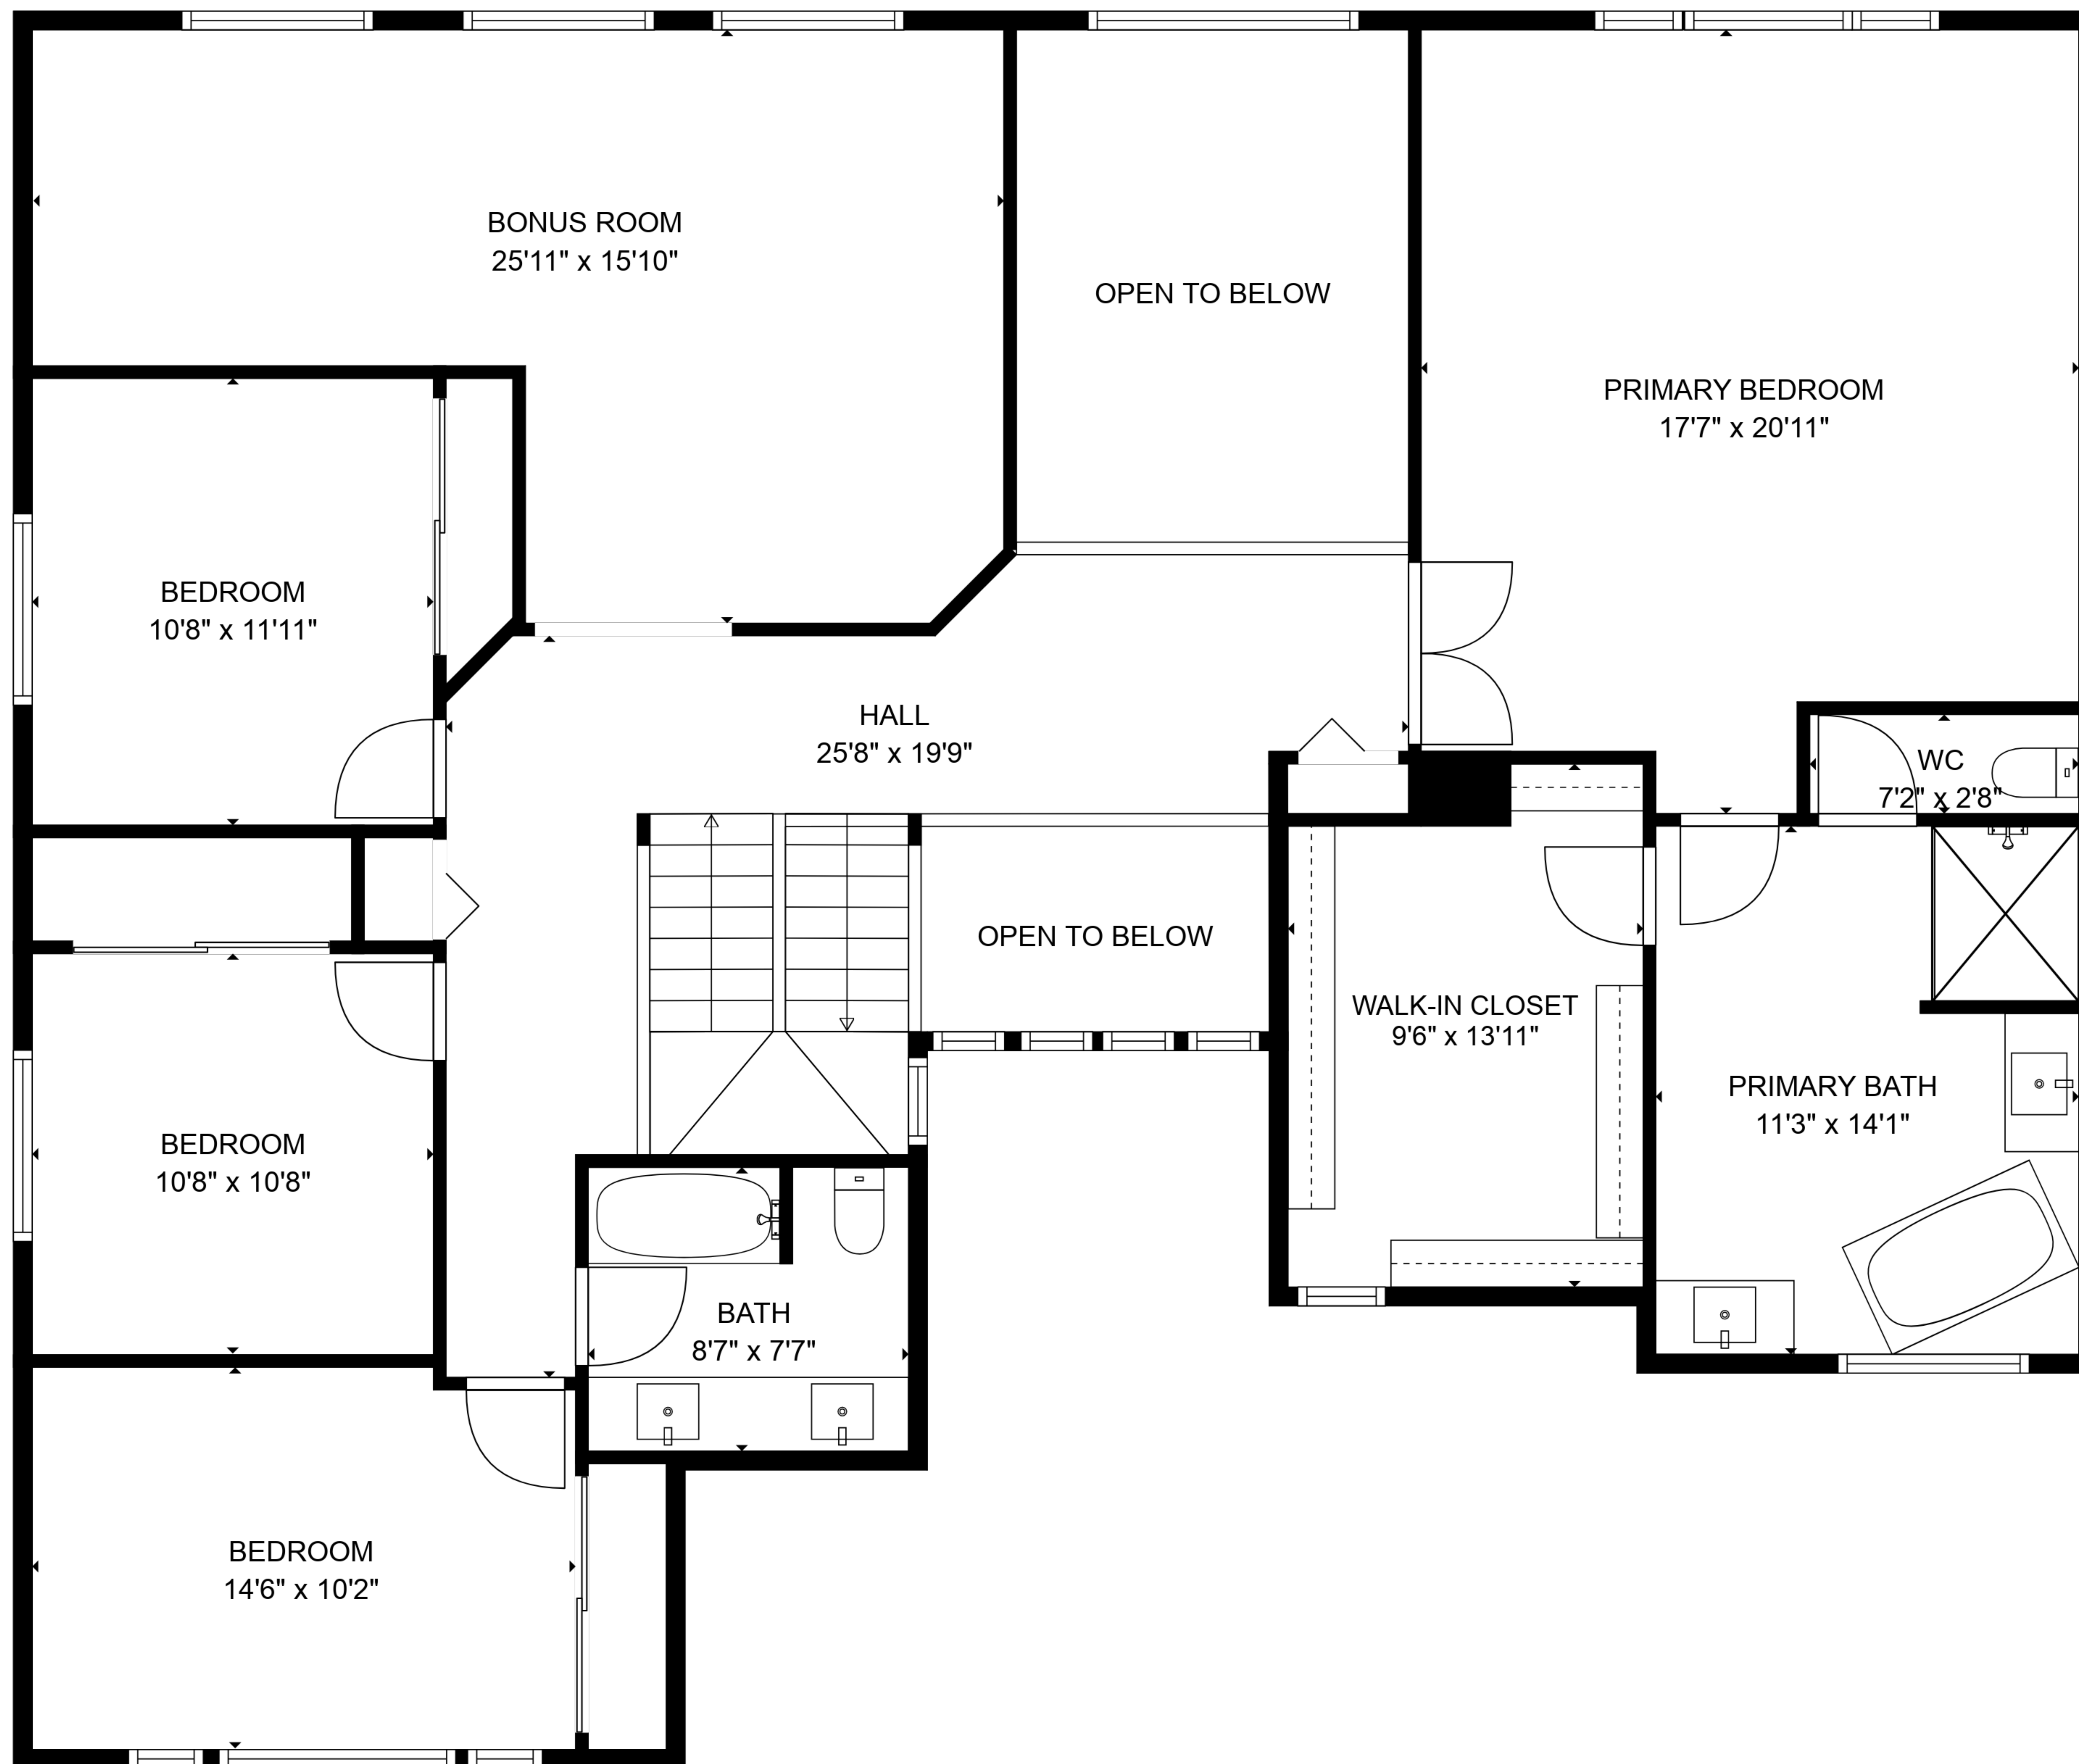 BONUS ROOM
25'11" x 15'10"
OPEN TO BELOW
PRIMARY BEDROOM
17'7" x 20'11"
BEDROOM
10'8" x 11'11"
HALL
25'8" x 19'9"
WC
7'2" x 2'8"
OPEN TO BELOW
WALK-IN CLOSET
9'6" x 13'11"
PRIMARY BATH
11'3" x 14'1"
BEDROOM
10'8" x 10'8"
BATH
8'7" x 7'7"
BEDROOM
14'6" x 10'2"